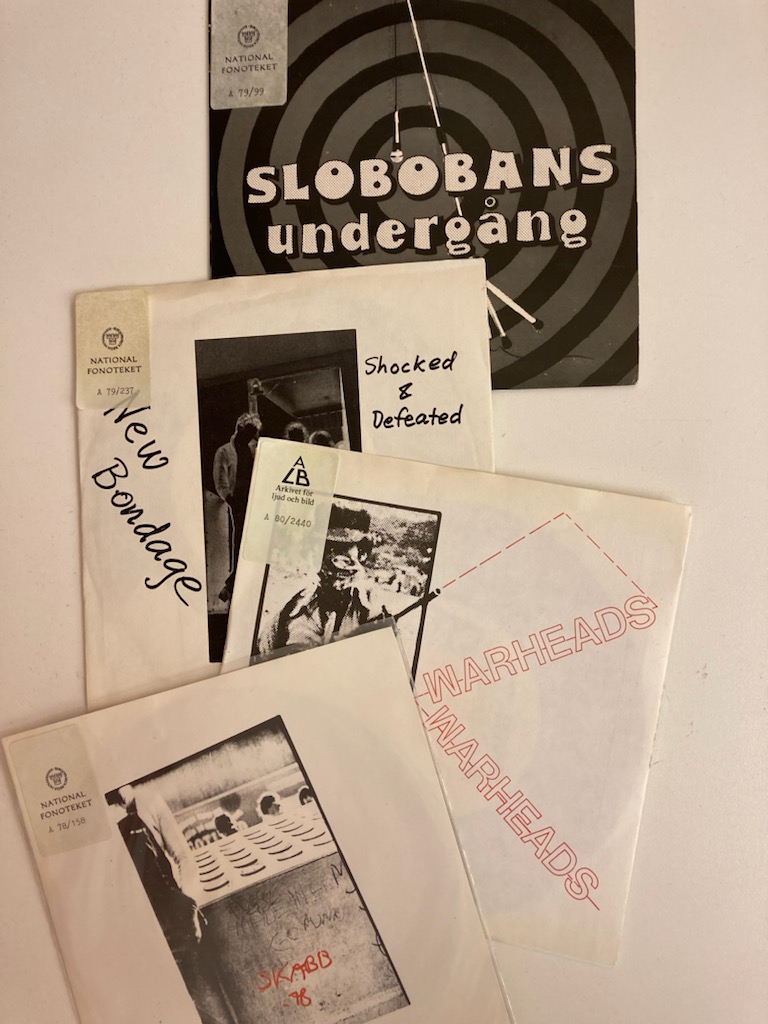 NATIONAL
FONOTEKET
A 79/99
SLOBOBANS
undergång
NATIONAL
FONOTEKET
A 79/237
New
Bondage
Shocked
&
Defeated
ALB
Arkivet för
ljud och bild
A 80/2440
WARHEADS
WARHEADS
NATIONAL
FONOTEKET
A 78/158
SKABB
-78